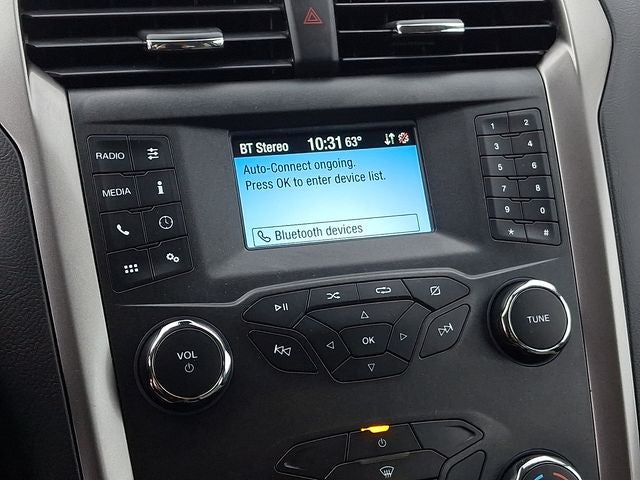 BT Stereo 10:31 63°
Auto-Connect ongoing.
Press OK to enter device list.
Bluetooth devices
RADIO
MEDIA
i
1 2
3 4
5 6
7 8
9 0
* #
OK
VOL
TUNE